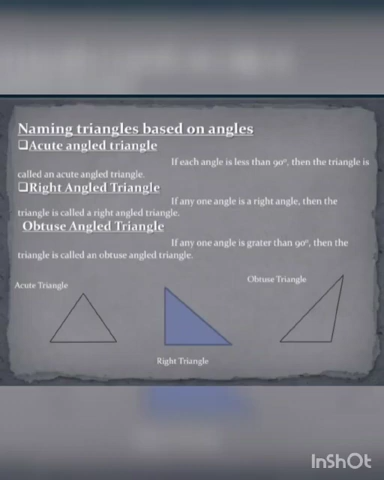 Naming triangles based on angles
❑Acute angled triangle
If each angle is less than 90°, then the triangle is
called an acute angled triangle.
❑Right Angled Triangle
If any one angle is a right angle, then the
triangle is called a right angled triangle.
Obtuse Angled Triangle
If any one angle is grater than 90°, then the
triangle is called an obtuse angled triangle.
Acute Triangle
Obtuse Triangle
Right Triangle
InShOt